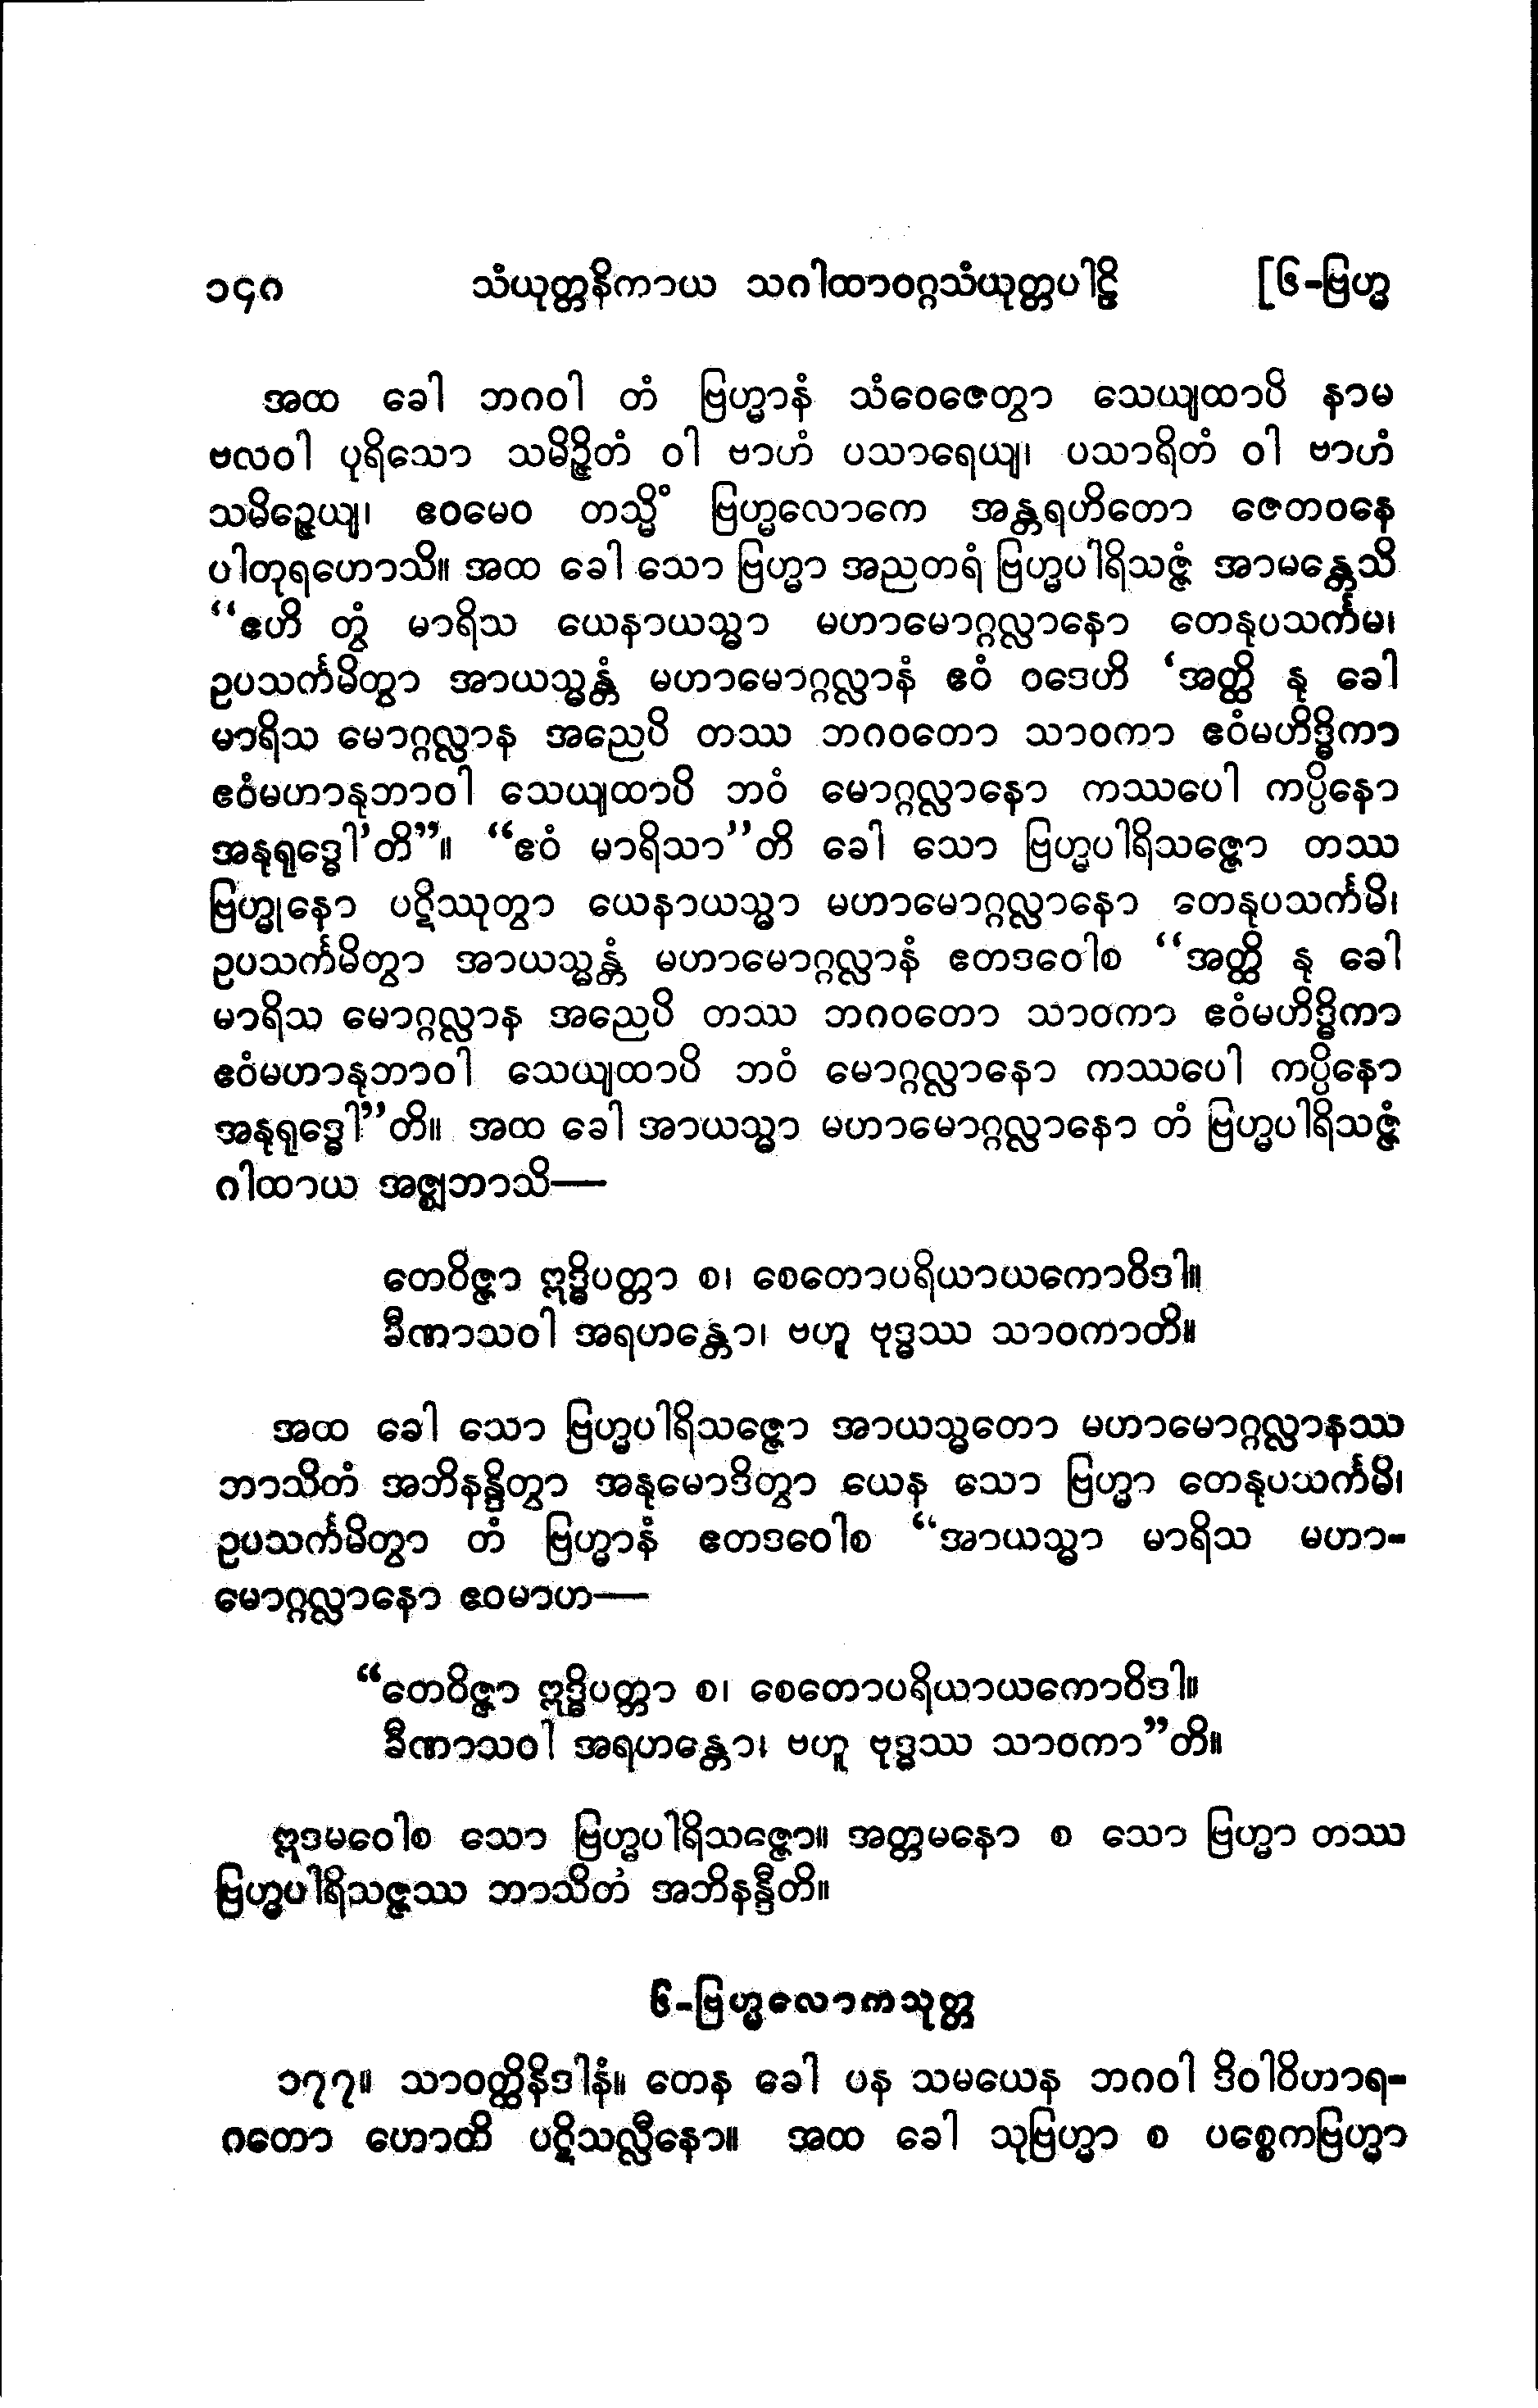 ၁၄၈ သံယုတ္တနိကာယ သဂါထာဝဂ္ဂသံယုတ္တပါဠိ [၆-ဗြဟ္မ
အထ ခေါ ဘဂဝါ တံ ဗြဟ္မာနံ သံဝေဇေတွာ သေယျထာပိ နာမ
ဗလဝါ ပုရိသော သမိဉ္ဇိတံ ဝါ ဗာဟံ ပသာရေယျ၊ ပသာရိတံ ဝါ ဗာဟံ
သမိဉ္ဇေယျ၊ ဧဝမေဝ တသ္မိံ ဗြဟ္မလောကေ အန္တရဟိတော ဇေတဝနေ
ပါတုရဟောသိ။ အထ ခေါ သော ဗြဟ္မာ အညတရံ ဗြဟ္မပါရိသဇ္ဇံ အာမန္တေသိ
“ဧဟိ တွံ မာရိသ ယေနာယသ္မာ မဟာမောဂ္ဂလ္လာနော တေနုပသင်္ကမ၊
ဥပသင်္ကမိတွာ အာယသ္မန္တံ မဟာမောဂ္ဂလ္လာနံ ဧဝံ ဝဒေဟိ ‘အတ္ထိ နု ခေါ
မာရိသ မောဂ္ဂလ္လာန အညေပိ တဿ ဘဂဝတော သာဝကာ ဧဝံမဟိဒ္ဓိကာ
ဧဝံမဟာနုဘာဝါ သေယျထာပိ ဘဝံ မောဂ္ဂလ္လာနော ကဿပေါ ကပ္ပိနော
အနုရုဒ္ဓေါ’တိ”။ “ဧဝံ မာရိသာ”တိ ခေါ သော ဗြဟ္မပါရိသဇ္ဇော တဿ
ဗြဟ္မုနော ပဋိဿုတွာ ယေနာယသ္မာ မဟာမောဂ္ဂလ္လာနော တေနုပသင်္ကမိ၊
ဥပသင်္ကမိတွာ အာယသ္မန္တံ မဟာမောဂ္ဂလ္လာနံ ဧတဒဝေါစ “အတ္ထိ နု ခေါ
မာရိသ မောဂ္ဂလ္လာန အညေပိ တဿ ဘဂဝတော သာဝကာ ဧဝံမဟိဒ္ဓိကာ
ဧဝံမဟာနုဘာဝါ သေယျထာပိ ဘဝံ မောဂ္ဂလ္လာနော ကဿပေါ ကပ္ပိနော
အနုရုဒ္ဓေါ”တိ။ အထ ခေါ အာယသ္မာ မဟာမောဂ္ဂလ္လာနော တံ ဗြဟ္မပါရိသဇ္ဇံ
ဂါထာယ အဇ္ဈဘာသိ—
တေဝိဇ္ဇာ ဣဒ္ဓိပတ္တာ စ၊ စေတောပရိယာယကောဝိဒါ။
ခီဏာသဝါ အရဟန္တော၊ ဗဟူ ဗုဒ္ဓဿ သာဝကာတိ။
အထ ခေါ သော ဗြဟ္မပါရိသဇ္ဇော အာယသ္မတော မဟာမောဂ္ဂလ္လာနဿ
ဘာသိတံ အဘိနန္ဒိတွာ အနုမောဒိတွာ ယေန သော ဗြဟ္မာ တေနုပသင်္ကမိ၊
ဥပသင်္ကမိတွာ တံ ဗြဟ္မာနံ ဧတဒဝေါစ “အာယသ္မာ မာရိသ မဟာ-
မောဂ္ဂလ္လာနော ဧဝမာဟ—
“တေဝိဇ္ဇာ ဣဒ္ဓိပတ္တာ စ၊ စေတောပရိယာယကောဝိဒါ။
ခီဏာသဝါ အရဟန္တော၊ ဗဟူ ဗုဒ္ဓဿ သာဝကာ”တိ။
ဣဒမဝေါစ သော ဗြဟ္မပါရိသဇ္ဇော။ အတ္တမနော စ သော ဗြဟ္မာ တဿ
ဗြဟ္မပါရိသဇ္ဇဿ ဘာသိတံ အဘိနန္ဒီတိ။
၆-ဗြဟ္မလောကသုတ္တ
၁၇၇။ သာဝတ္ထိနိဒါနံ။ တေန ခေါ ပန သမယေန ဘဂဝါ ဒိဝါဝိဟာရ-
ဂတော ဟောတိ ပဋိသလ္လီနော။ အထ ခေါ သုဗြဟ္မာ စ ပစ္စေကဗြဟ္မာ